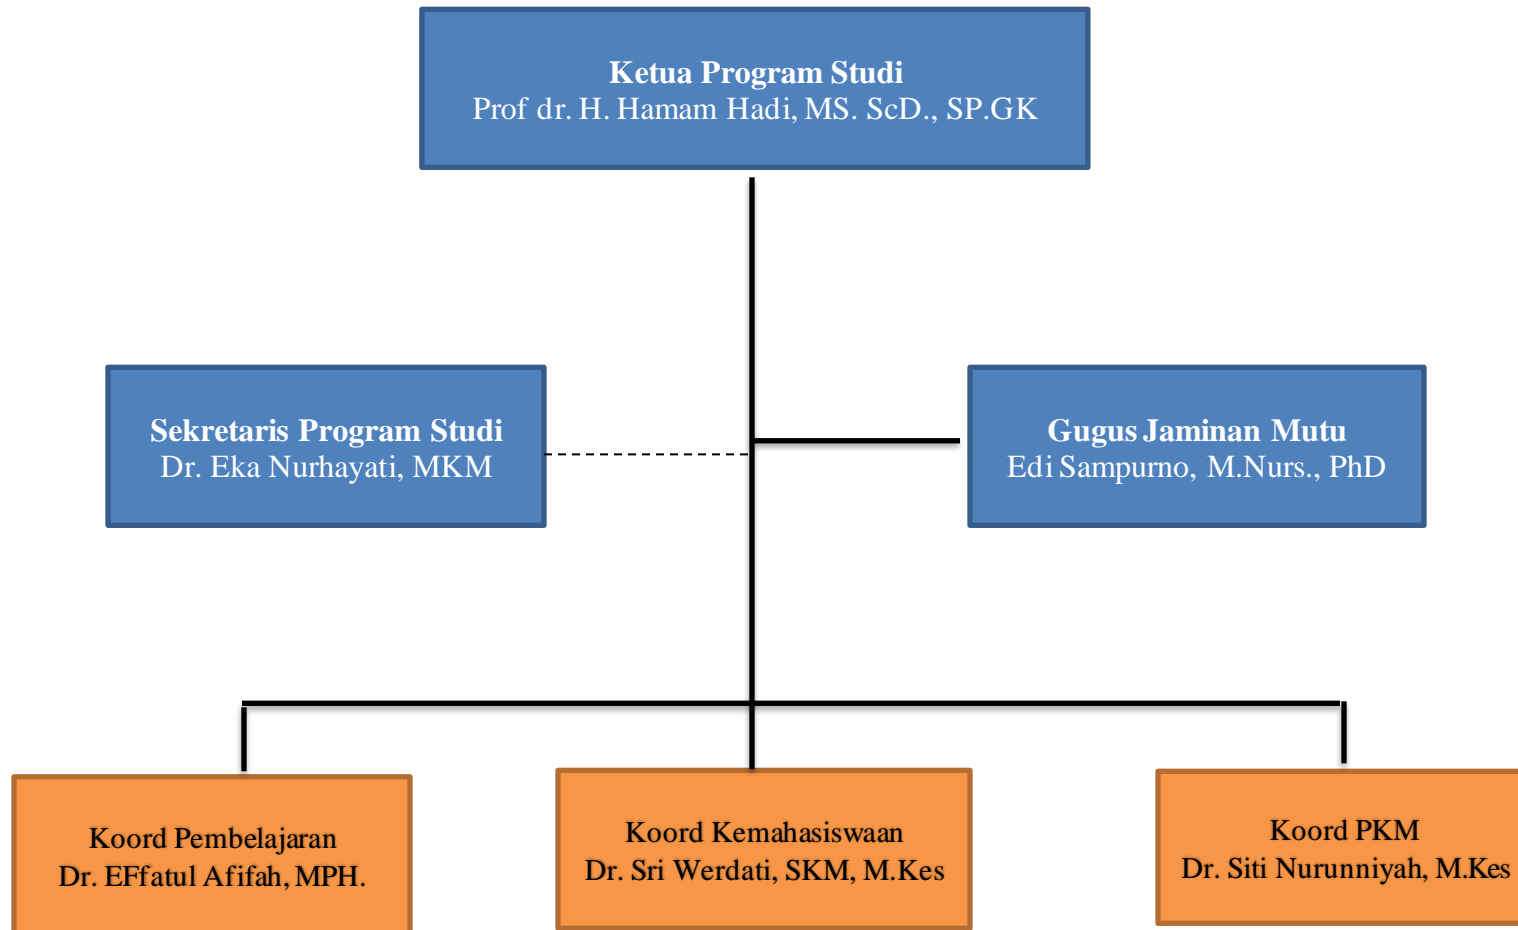 Ketua Program Studi
Prof dr. H. Hamam Hadi, MS. ScD., SP.GK
Sekretaris Program Studi
Dr. Eka Nurhayati, MKM
Gugus Jaminan Mutu
Edi Sampurno, M.Nurs., PhD
Koord Pembelajaran
Dr. EFfatul Afifah, MPH.
Koord Kemahasiswaan
Dr. Sri Werdati, SKM, M.Kes
Koord PKM
Dr. Siti Nurunniyah, M.Kes